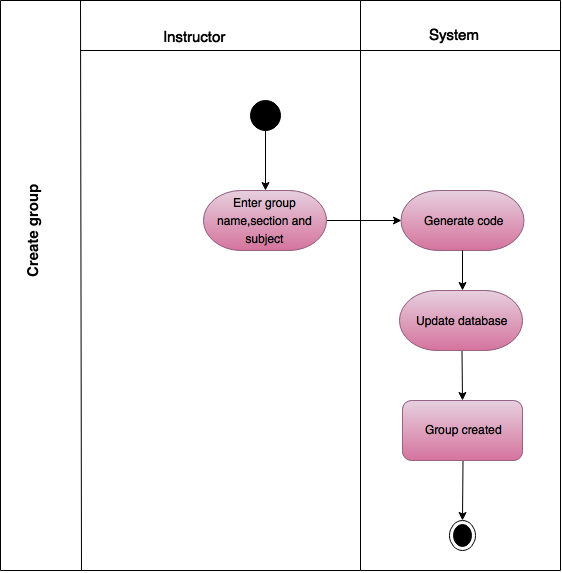 Instructor
System
Create group
Enter group
name,section and
subject
Generate code
Update database
Group created